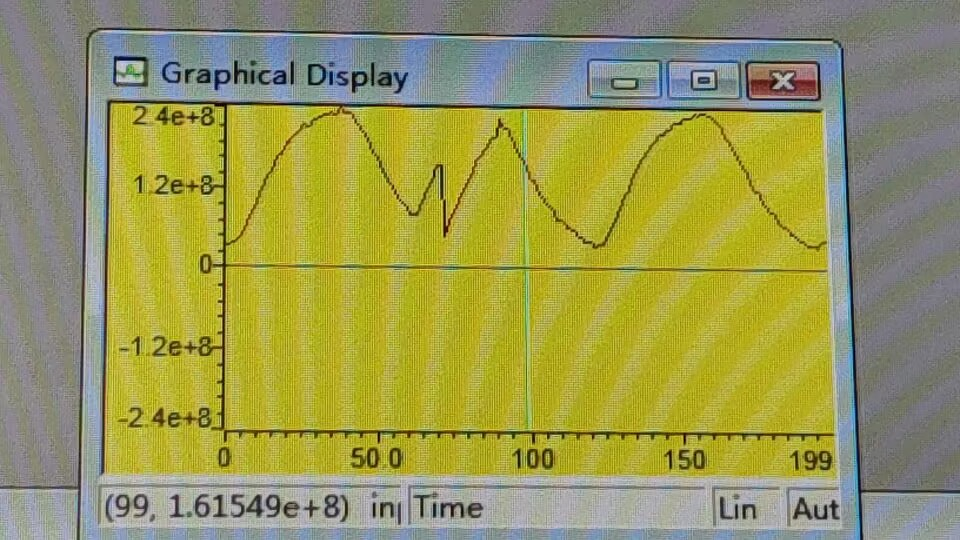 Graphical Display
2.4e+8
1.2e+8
0
-1.2e+8
-2.4e+8
0 50.0 100 150 199
(99, 1.61549e+8) in Time Lin Aut